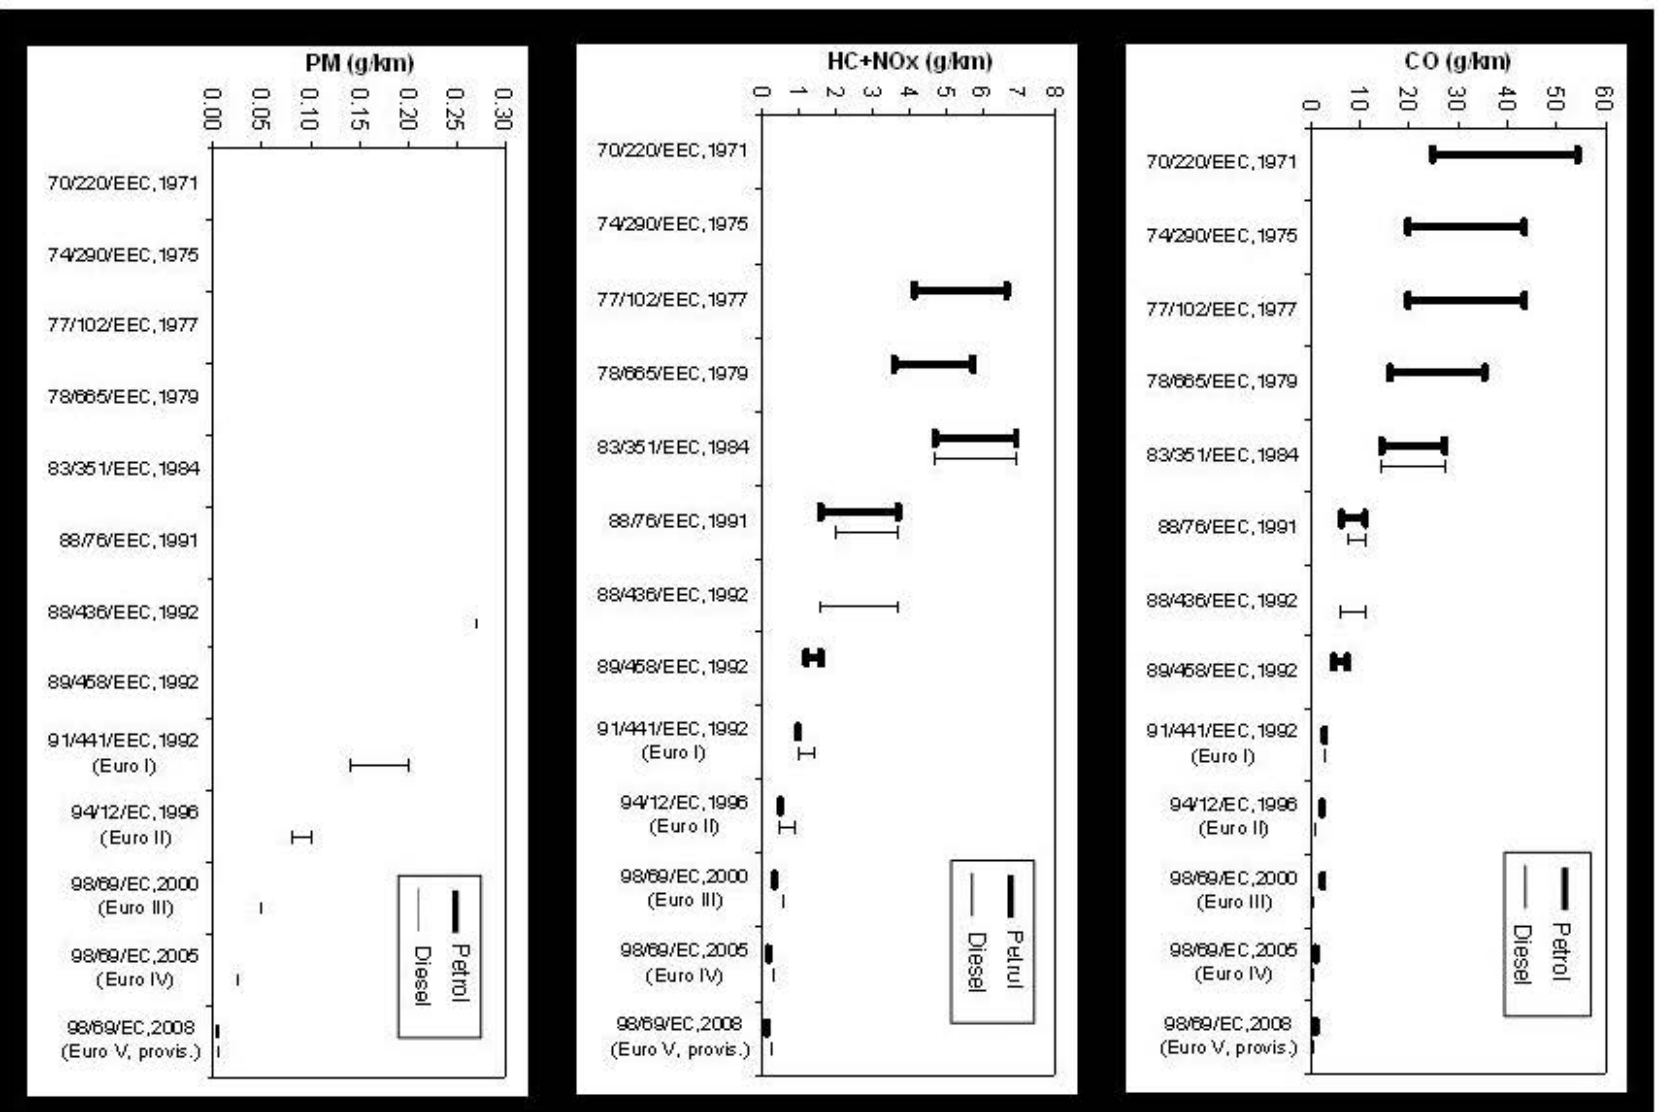 PM (g/km)
0.00
0.05
0.10
0.15
0.20
0.25
0.30
70/220/EEC,1971
74/290/EEC,1975
77/102/EEC,1977
78/665/EEC,1979
83/351/EEC,1984
88/76/EEC,1991
88/436/EEC,1992
89/458/EEC,1992
91/441/EEC,1992
(Euro I)
94/12/EC,1996
(Euro II)
98/69/EC,2000
(Euro III)
98/69/EC,2005
(Euro IV)
98/69/EC,2008
(Euro V, provis.)
Petrol
Diesel
HC+NOx (g/km)
0
1
2
3
4
5
6
7
8
70/220/EEC,1971
74/290/EEC,1975
77/102/EEC,1977
78/665/EEC,1979
83/351/EEC,1984
88/76/EEC,1991
88/436/EEC,1992
89/458/EEC,1992
91/441/EEC,1992
(Euro I)
94/12/EC,1996
(Euro II)
98/69/EC,2000
(Euro III)
98/69/EC,2005
(Euro IV)
98/69/EC,2008
(Euro V, provis.)
Petrul
Diesel
CO (g/km)
0
10
20
30
40
50
60
70/220/EEC,1971
74/290/EEC,1975
77/102/EEC,1977
78/665/EEC,1979
83/351/EEC,1984
88/76/EEC,1991
88/436/EEC,1992
89/458/EEC,1992
91/441/EEC,1992
(Euro I)
94/12/EC,1996
(Euro II)
98/69/EC,2000
(Euro III)
98/69/EC,2005
(Euro IV)
98/69/EC,2008
(Euro V, provis.)
Petrol
Diesel